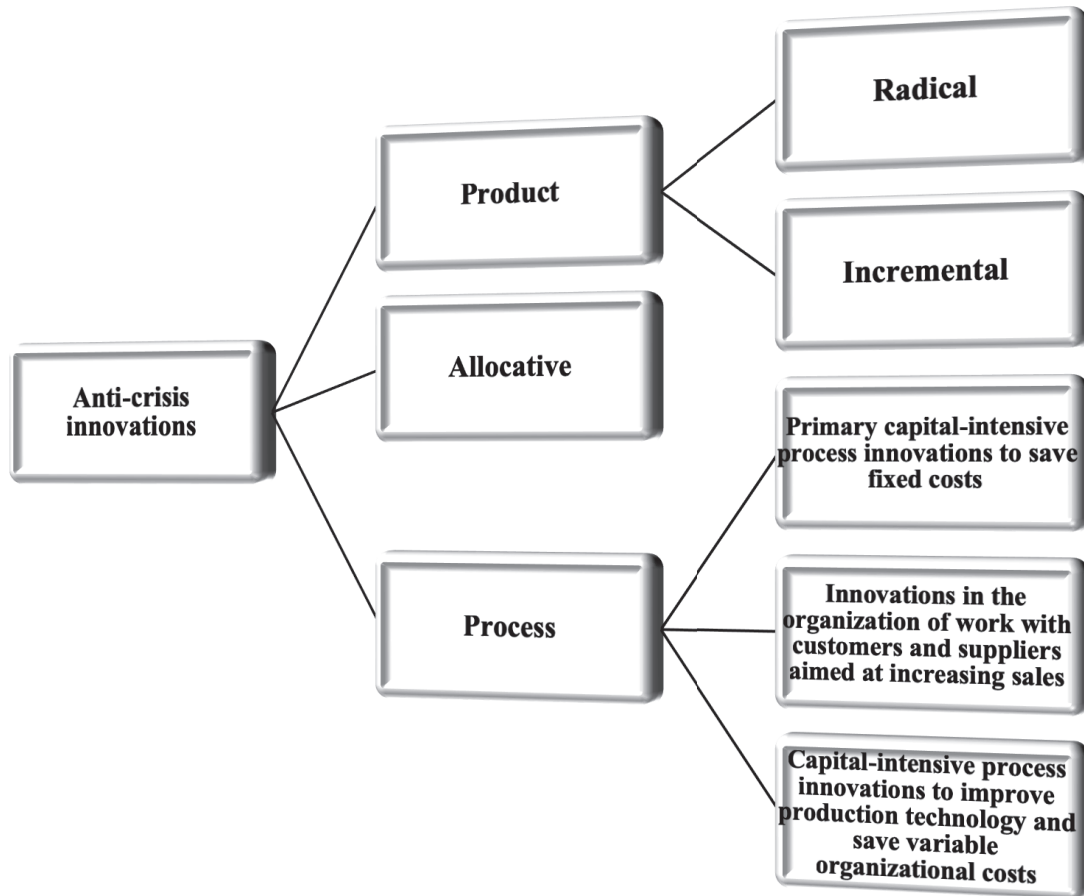 Anti-crisis
innovations
Product
Radical
Incremental
Allocative
Process
Primary capital-intensive
process innovations to save
fixed costs
Innovations in the
organization of work with
customers and suppliers
aimed at increasing sales
Capital-intensive process
innovations to improve
production technology and
save variable
organizational costs